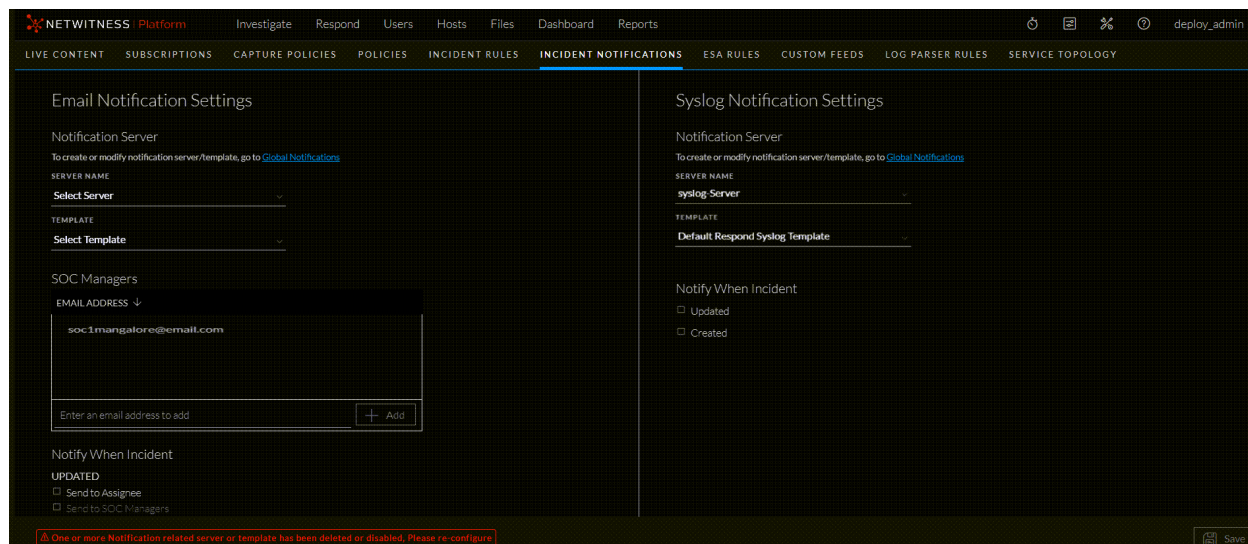 NETWITNESS Platform Investigate Respond Users Hosts Files Dashboard Reports deploy_admin
LIVE CONTENT SUBSCRIPTIONS CAPTURE POLICIES POLICIES INCIDENT RULES INCIDENT NOTIFICATIONS ESA RULES CUSTOM FEEDS LOG PARSER RULES SERVICE TOPOLOGY
Email Notification Settings
Notification Server
To create or modify notification server/template, go to Global Notifications
SERVER NAME
Select Server
TEMPLATE
Select Template
SOC Managers
EMAIL ADDRESS
soc1mangalore@email.com
Enter an email address to add
Add
Notify When Incident
UPDATED
Send to Assignee
Send to SOC Managers
Syslog Notification Settings
Notification Server
To create or modify notification server/template, go to Global Notifications
SERVER NAME
syslog-Server
TEMPLATE
Default Respond Syslog Template
Notify When Incident
Updated
Created
One or more Notification related server or template has been deleted or disabled, Please re-configure
Save